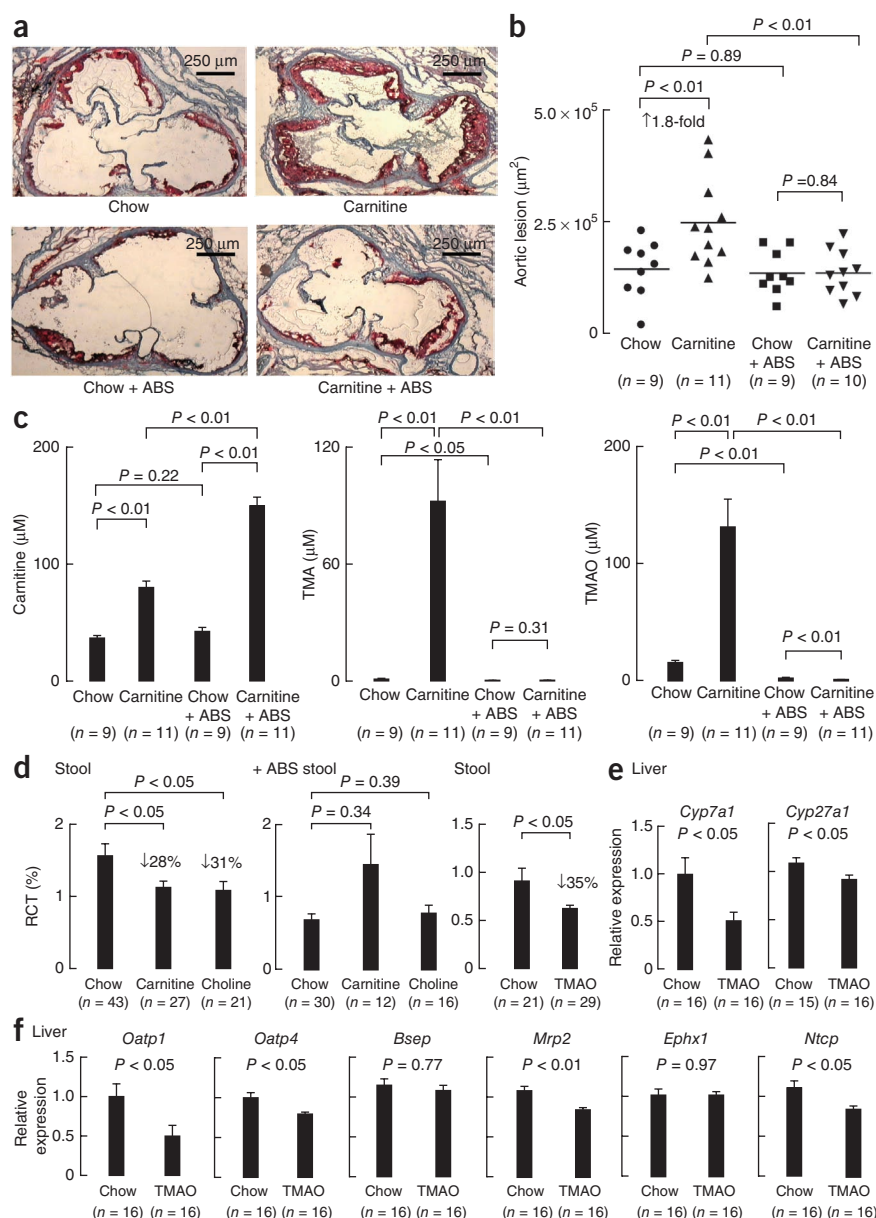 a
250 μm
250 μm
Chow
Carnitine
250 μm
250 μm
Chow + ABS
Carnitine + ABS
b
P < 0.01
P = 0.89
P < 0.01
↑1.8-fold
P =0.84
Aortic lesion (μm²)
5.0 × 10⁵
2.5 × 10⁵
0
Chow
Carnitine
Chow + ABS
Carnitine + ABS
(n = 9)
(n = 11)
(n = 9)
(n = 10)
c
P < 0.01
P < 0.01
P = 0.22
P < 0.01
Carnitine (μM)
200
100
0
Chow
Carnitine
Chow + ABS
Carnitine + ABS
(n = 9)
(n = 11)
(n = 9)
(n = 11)
P < 0.01
P < 0.01
P < 0.05
P = 0.31
TMA (μM)
120
60
0
Chow
Carnitine
Chow + ABS
Carnitine + ABS
(n = 9)
(n = 11)
(n = 9)
(n = 11)
P < 0.01
P < 0.01
P < 0.01
P < 0.01
TMAO (μM)
200
100
0
Chow
Carnitine
Chow + ABS
Carnitine + ABS
(n = 9)
(n = 11)
(n = 9)
(n = 11)
d
Stool
P < 0.05
P < 0.05
↓28%
↓31%
RCT (%)
2
1
0
Chow
Carnitine
Choline
(n = 43)
(n = 27)
(n = 21)
+ ABS stool
P = 0.39
P = 0.34
2
1
0
Chow
Carnitine
Choline
(n = 30)
(n = 12)
(n = 16)
Stool
P < 0.05
↓35%
1.5
1.0
0.5
0
Chow
TMAO
(n = 21)
(n = 29)
e
Liver
Cyp7a1
P < 0.05
Relative expression
1.5
1.0
0.5
0
Chow
TMAO
(n = 16)
(n = 16)
Cyp27a1
P < 0.05
Chow
TMAO
(n = 15)
(n = 16)
f
Liver
Oatp1
P < 0.05
Relative expression
1.5
1.0
0.5
0
Chow
TMAO
(n = 16)
(n = 16)
Oatp4
P < 0.05
Chow
TMAO
(n = 16)
(n = 16)
Bsep
P = 0.77
Chow
TMAO
(n = 16)
(n = 16)
Mrp2
P < 0.01
Chow
TMAO
(n = 16)
(n = 16)
Ephx1
P = 0.97
Chow
TMAO
(n = 16)
(n = 16)
Ntcp
P < 0.05
Chow
TMAO
(n = 16)
(n = 16)